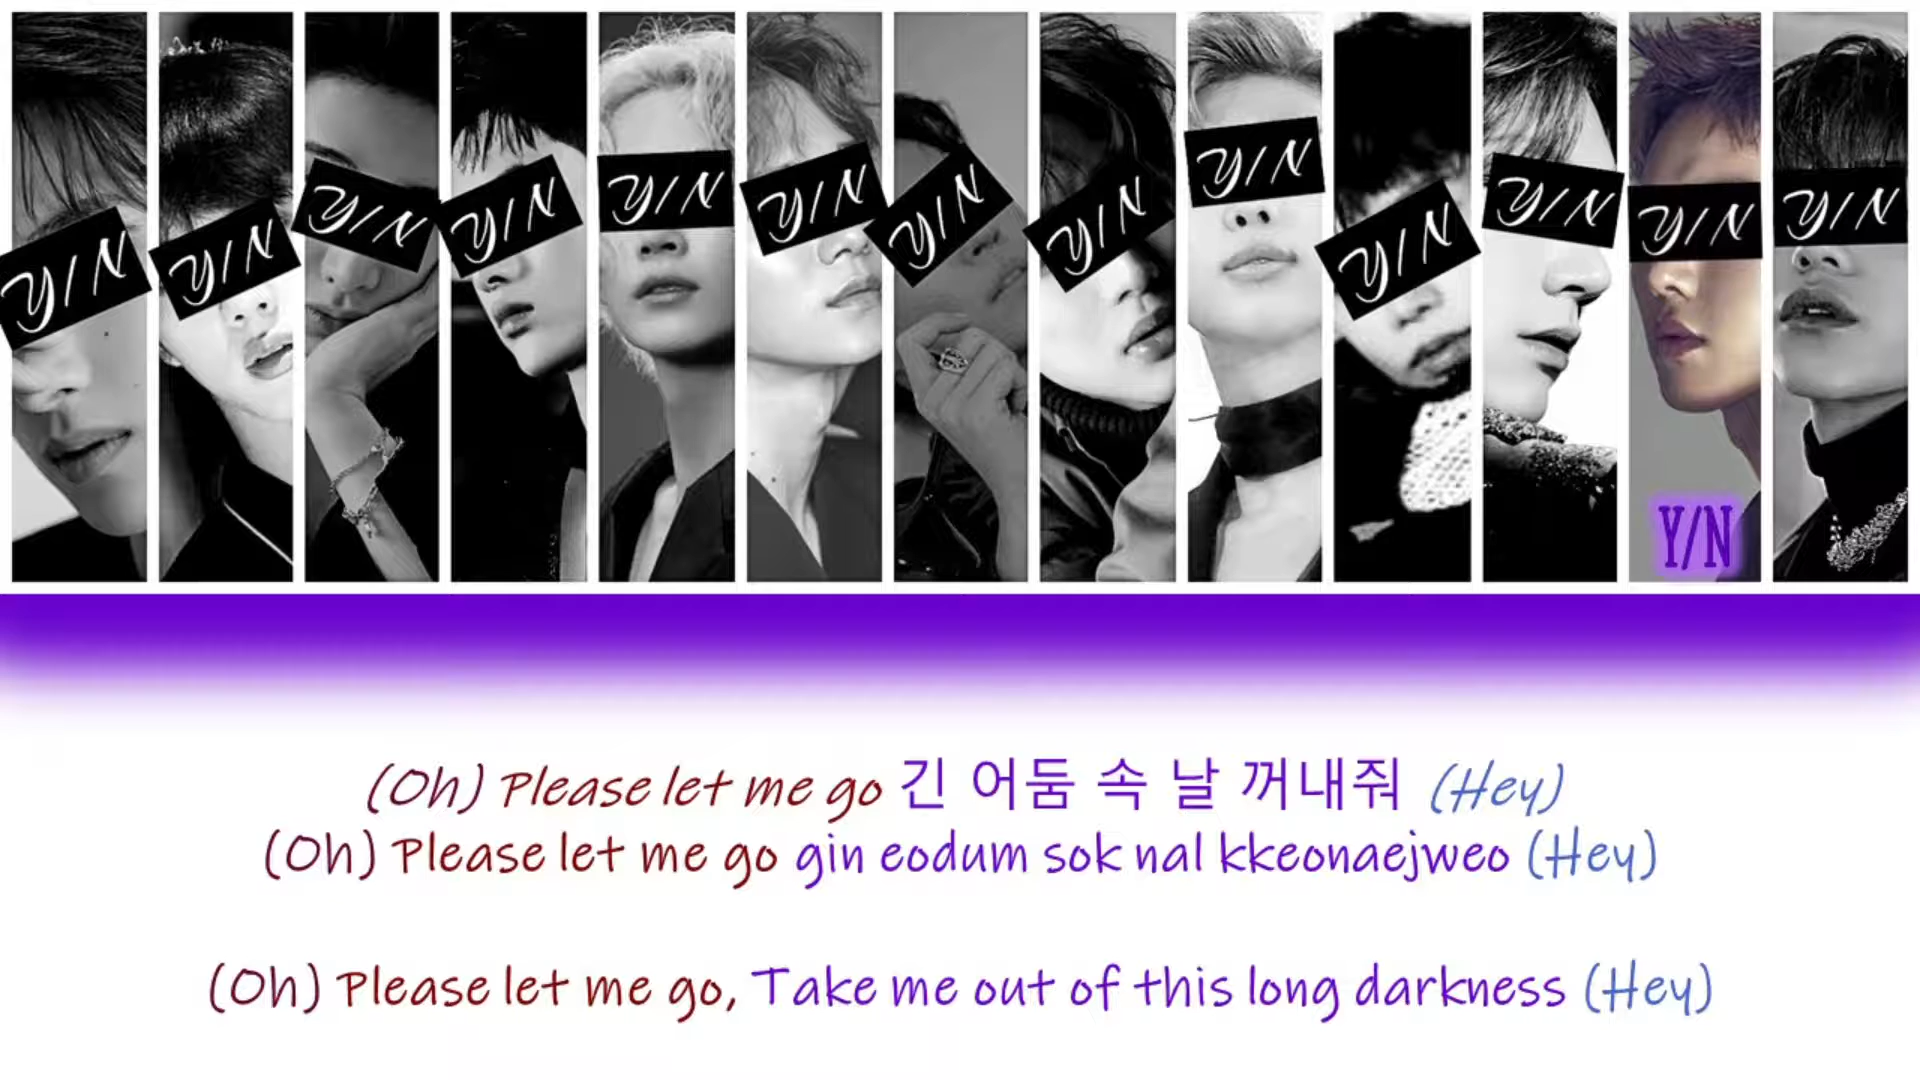 Y/N Y/N Y/N Y/N Y/N Y/N Y/N Y/N Y/N Y/N Y/N Y/N Y/N
Y/N
(Oh) Please let me go 긴 어둠 속 날 꺼내줘 (Hey)
(Oh) Please let me go gin eodum sok nal kkeonaejweo (Hey)
(Oh) Please let me go, Take me out of this long darkness (Hey)